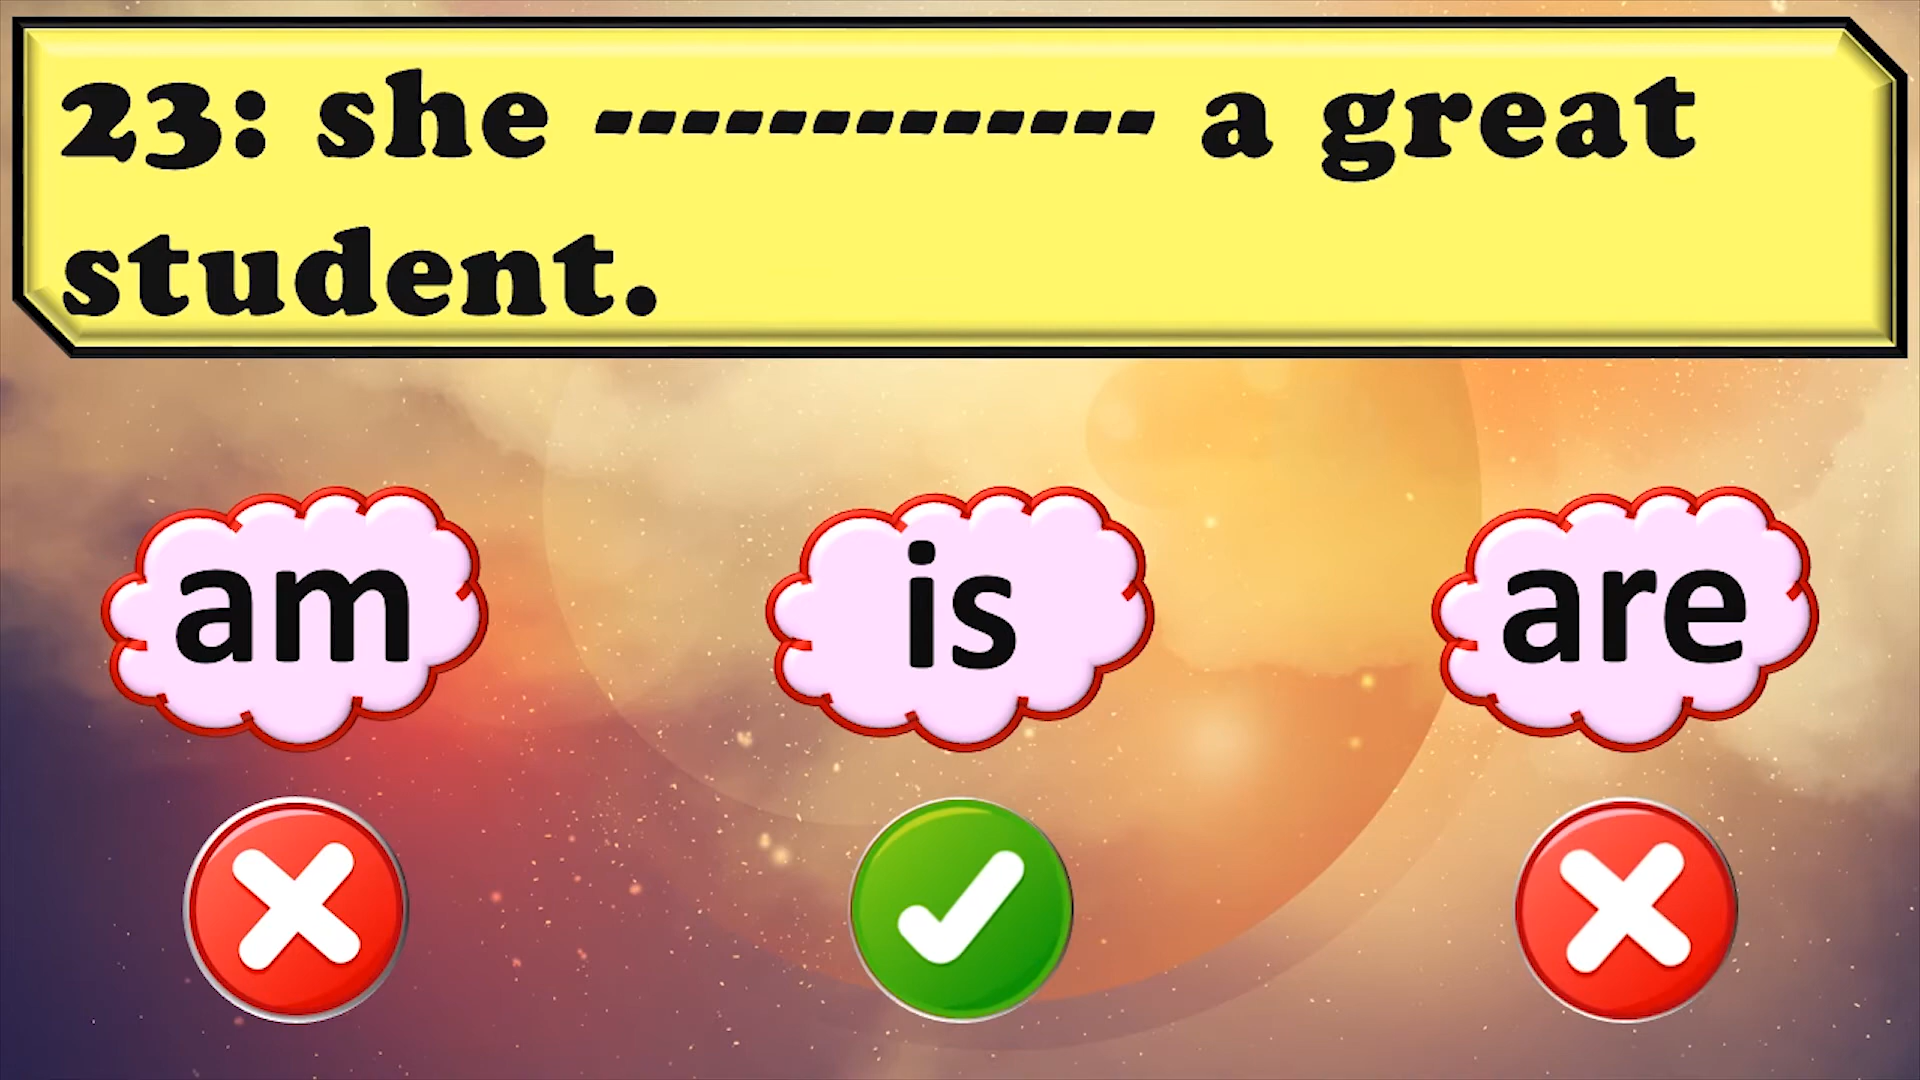 23: she ------------- a great
student.
am
is
are